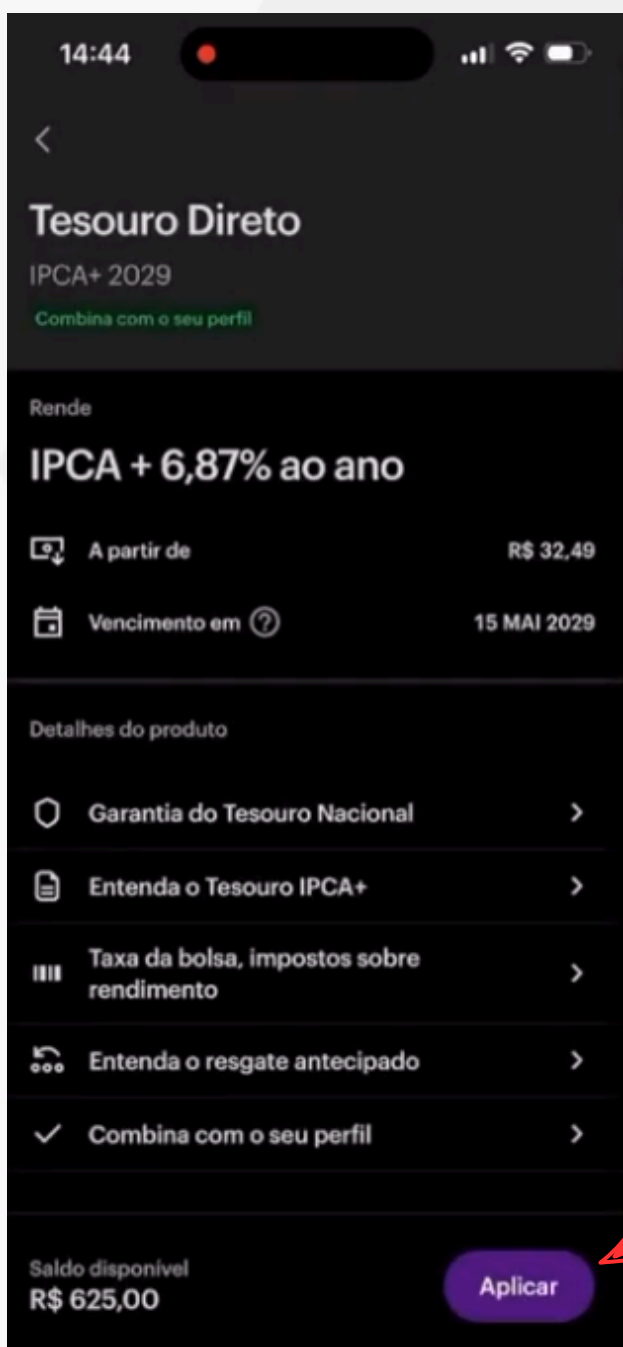 14:44
Tesouro Direto
IPCA+ 2029
Combina com o seu perfil
Rende
IPCA + 6,87% ao ano
A partir de R$ 32,49
Vencimento em ? 15 MAI 2029
Detalhes do produto
Garantia do Tesouro Nacional
Entenda o Tesouro IPCA+
Taxa da bolsa, impostos sobre
rendimento
Entenda o resgate antecipado
Combina com o seu perfil
Saldo disponível
R$ 625,00
Aplicar